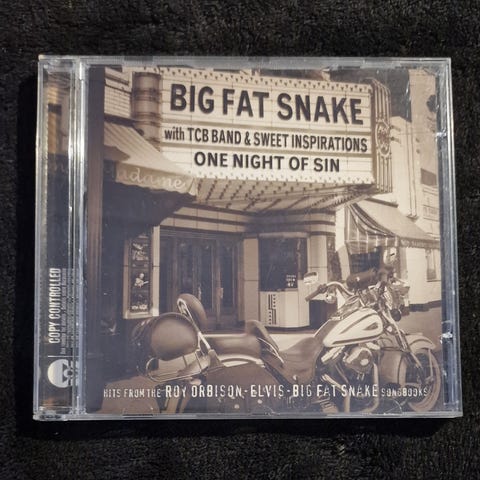 BIG FAT SNAKE
with TCB BAND & SWEET INSPIRATIONS
ONE NIGHT OF SIN
Madame
HITS FROM THE ROY ORBISON-ELVIS-BIG FAT SNAKE SONGBOOKS
COPY CONTROLLED